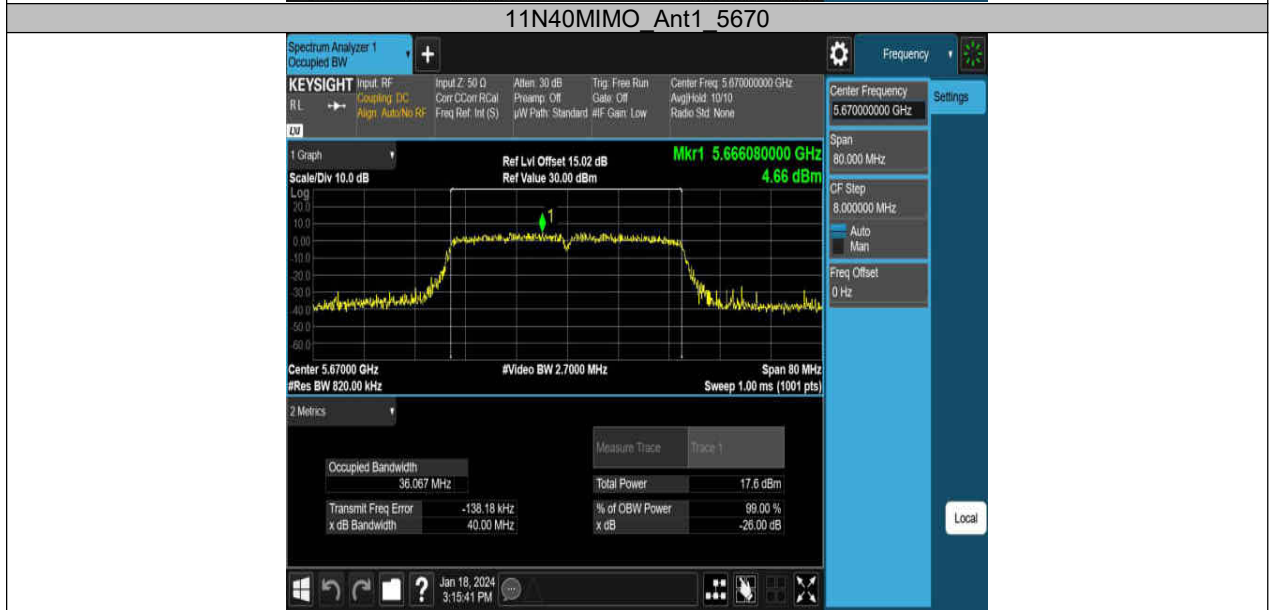 11N40MIMO_Ant1_5670
Spectrum Analyzer 1
Occupied BW
+
Frequency
KEYSIGHT
RL
LXI
Input: RF
Coupling: DC
Align: Auto/No RF
Input Z: 50 Ω
Corr CCorr RCal
Freq Ref: Int (S)
Atten: 30 dB
Preamp: Off
µW Path: Standard
Trig: Free Run
Gate: Off
#IF Gain: Low
Center Freq: 5.670000000 GHz
Avg|Hold: 10/10
Radio Std: None
Center Frequency
5.670000000 GHz
Settings
Span
80.000 MHz
CF Step
8.000000 MHz
Auto
Man
Freq Offset
0 Hz
Local
1 Graph
Scale/Div 10.0 dB
Ref Lvl Offset 15.02 dB
Ref Value 30.00 dBm
Mkr1 5.666080000 GHz
4.66 dBm
Log
20.0
10.0
0.00
-10.0
-20.0
-30.0
-40.0
-50.0
-60.0
1
Center 5.67000 GHz
#Res BW 820.00 kHz
#Video BW 2.7000 MHz
Span 80 MHz
Sweep 1.00 ms (1001 pts)
2 Metrics
Measure Trace Trace 1
Occupied Bandwidth
36.067 MHz
Total Power 17.6 dBm
Transmit Freq Error -138.18 kHz
% of OBW Power 99.00 %
x dB Bandwidth 40.00 MHz
x dB -26.00 dB
?
Jan 18, 2024
3:15:41 PM